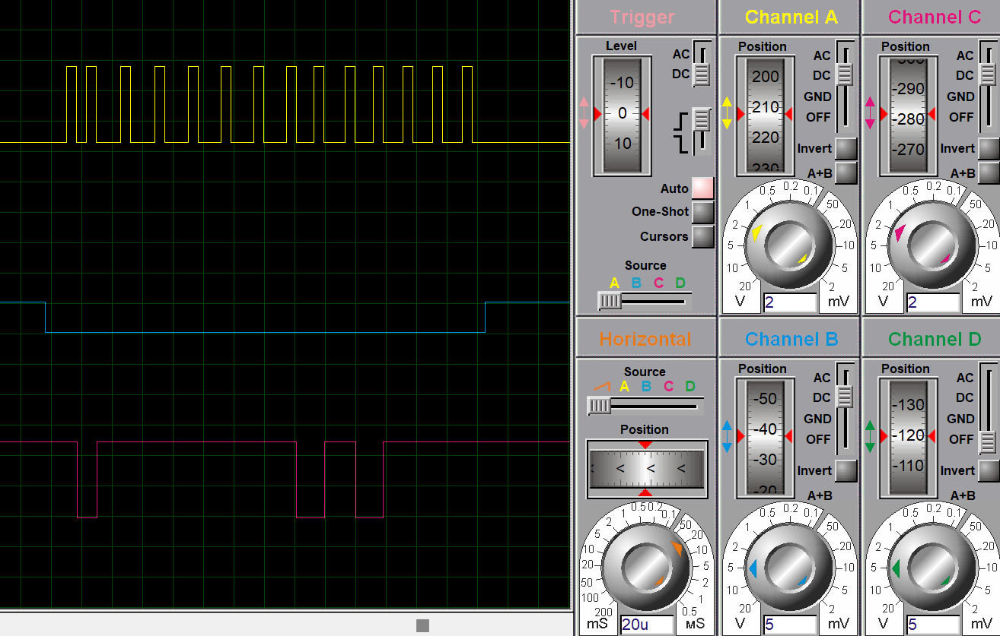 Trigger
Level
-10
0
10
AC
DC
Auto
One-Shot
Cursors
Source
A B C D
Channel A
Position
200
210
220
230
AC
DC
GND
OFF
Invert
A+B
20 10 5 2 1 0.5 0.2 0.1 50 20 10 5 2
V
2
mV
Channel C
Position
-300
-290
-280
-270
AC
DC
GND
OFF
Invert
A+B
20 10 5 2 1 0.5 0.2 0.1 50 20 10 5 2
V
2
mV
Horizontal
Source
A B C D
Position
< < < <
200 100 50 20 10 5 2 1 0.5 0.2 0.1 50 20 10 5 2 1 0.5
mS
20u
мS
Channel B
Position
-50
-40
-30
-20
AC
DC
GND
OFF
Invert
A+B
20 10 5 2 1 0.5 0.2 0.1 50 20 10 5 2
V
5
mV
Channel D
Position
-130
-120
-110
AC
DC
GND
OFF
Invert
A+B
20 10 5 2 1 0.5 0.2 0.1 50 20 10 5 2
V
5
mV